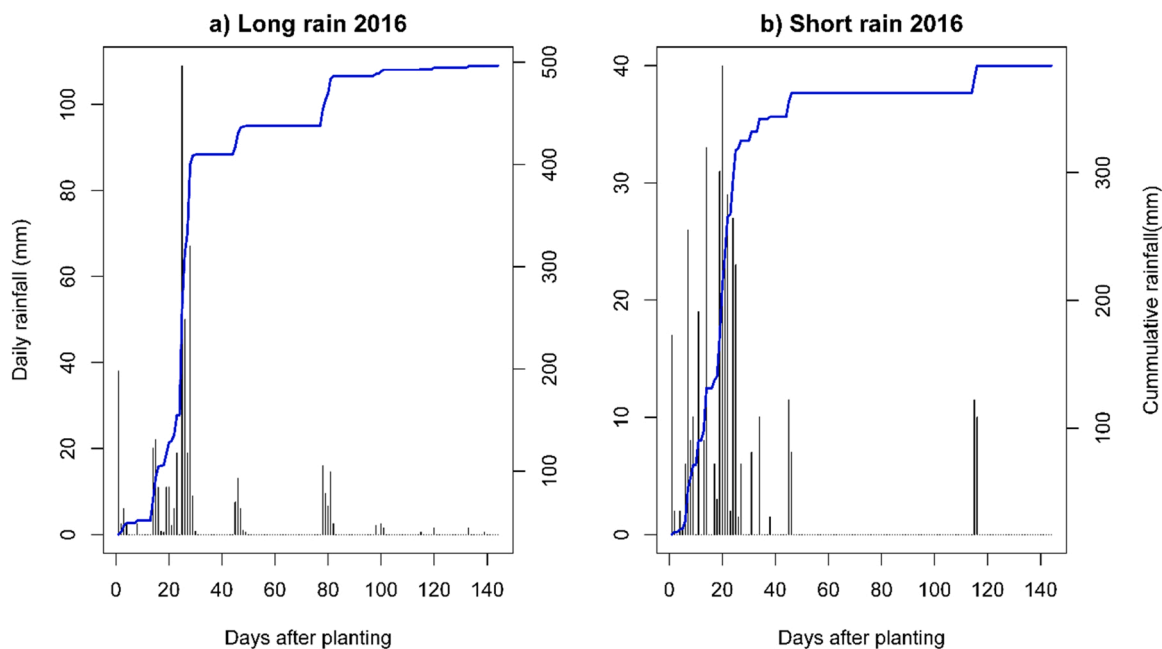 a) Long rain 2016
b) Short rain 2016
Daily rainfall (mm)
0
20
40
60
80
100
100
200
300
400
500
0
10
20
30
40
100
200
300
Cummulative rainfall(mm)
0 20 40 60 80 100 120 140
0 20 40 60 80 100 120 140
Days after planting
Days after planting